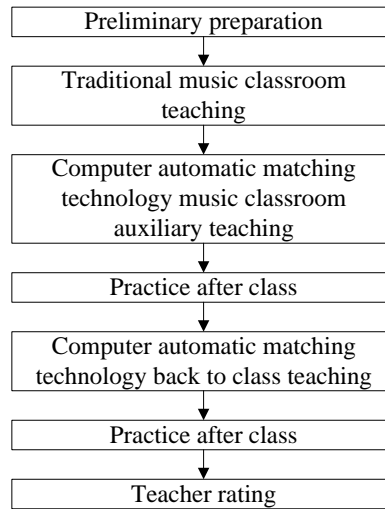 Preliminary preparation
Traditional music classroom
teaching
Computer automatic matching
technology music classroom
auxiliary teaching
Practice after class
Computer automatic matching
technology back to class teaching
Practice after class
Teacher rating